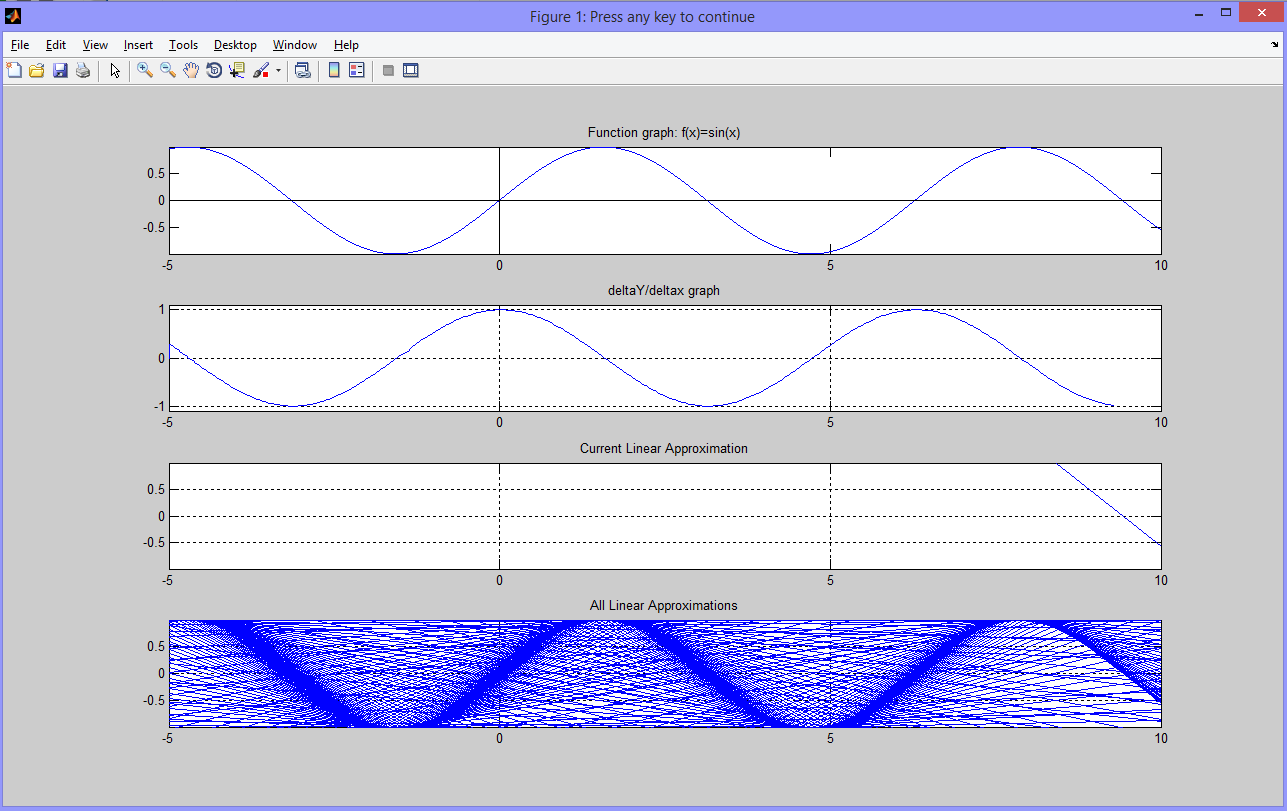 Figure 1: Press any key to continue
File Edit View Insert Tools Desktop Window Help
Function graph: f(x)=sin(x)
0.5
0
-0.5
-5 0 5 10
deltaY/deltax graph
1
0
-1
-5 0 5 10
Current Linear Approximation
0.5
0
-0.5
-5 0 5 10
All Linear Approximations
0.5
0
-0.5
-5 0 5 10